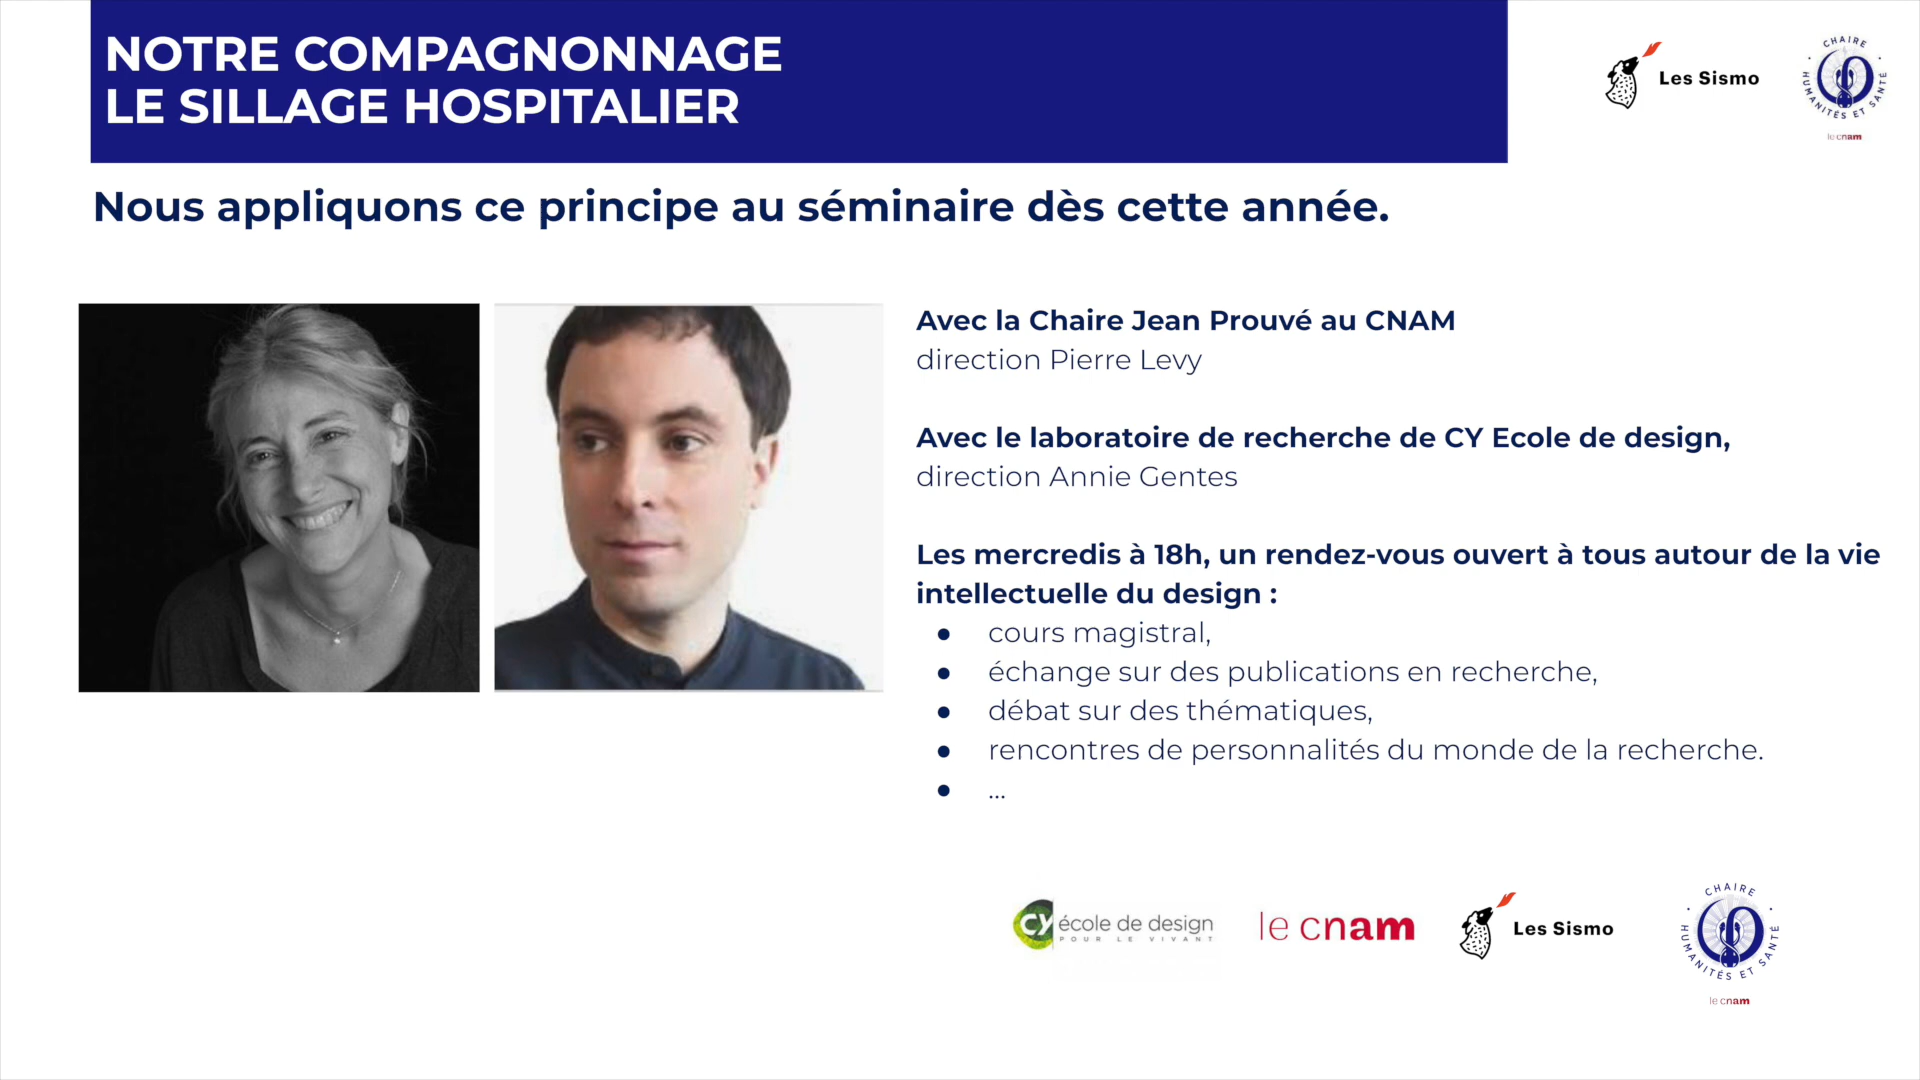 NOTRE COMPAGNONNAGE
LE SILLAGE HOSPITALIER
Les Sismo
CHAIRE
HUMANITÉS ET SANTÉ
le cnam
Nous appliquons ce principe au séminaire dès cette année.
Avec la Chaire Jean Prouvé au CNAM
direction Pierre Levy
Avec le laboratoire de recherche de CY Ecole de design,
direction Annie Gentes
Les mercredis à 18h, un rendez-vous ouvert à tous autour de la vie
intellectuelle du design :
● cours magistral,
● échange sur des publications en recherche,
● débat sur des thématiques,
● rencontres de personnalités du monde de la recherche.
● ...
CY école de design
POUR LE VIVANT
le cnam
Les Sismo
CHAIRE
HUMANITÉS ET SANTÉ
le cnam